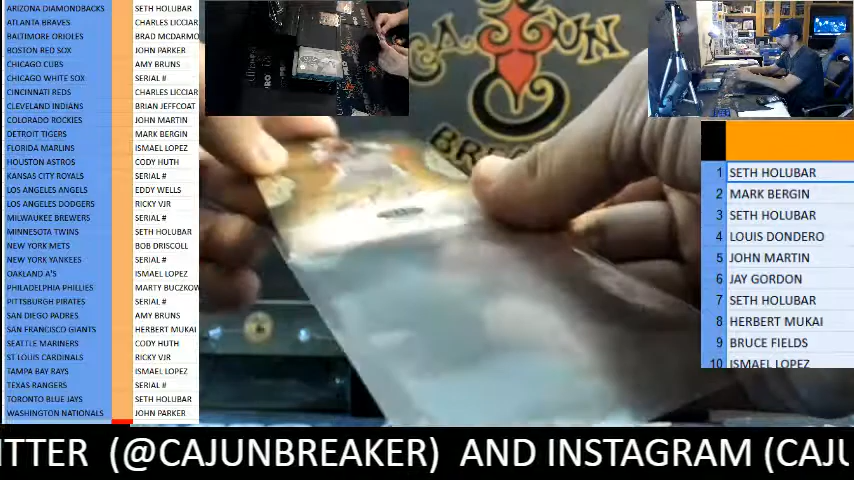 ARIZONA DIAMONDBACKS SETH HOLUBAR
ATLANTA BRAVES CHARLES LICCIAR
BALTIMORE ORIOLES BRAD MCDARMO
BOSTON RED SOX JOHN PARKER
CHICAGO CUBS AMY BRUNS
CHICAGO WHITE SOX SERIAL #
CINCINNATI REDS CHARLES LICCIAR
CLEVELAND INDIANS BRIAN JEFFCOAT
COLORADO ROCKIES JOHN MARTIN
DETROIT TIGERS MARK BERGIN
FLORIDA MARLINS ISMAEL LOPEZ
HOUSTON ASTROS CODY HUTH
KANSAS CITY ROYALS SERIAL #
LOS ANGELES ANGELS EDDY WELLS
LOS ANGELES DODGERS RICKY VJR
MILWAUKEE BREWERS SERIAL #
MINNESOTA TWINS SETH HOLUBAR
NEW YORK METS BOB DRISCOLL
NEW YORK YANKEES SERIAL #
OAKLAND A'S ISMAEL LOPEZ
PHILADELPHIA PHILLIES MARTY BUCZKOW
PITTSBURGH PIRATES SERIAL #
SAN DIEGO PADRES AMY BRUNS
SAN FRANCISCO GIANTS HERBERT MUKAI
SEATTLE MARINERS CODY HUTH
ST LOUIS CARDINALS RICKY VJR
TAMPA BAY RAYS ISMAEL LOPEZ
TEXAS RANGERS SERIAL #
TORONTO BLUE JAYS SETH HOLUBAR
WASHINGTON NATIONALS JOHN PARKER
CAJUN
BRE
1 SETH HOLUBAR
2 MARK BERGIN
3 SETH HOLUBAR
4 LOUIS DONDERO
5 JOHN MARTIN
6 JAY GORDON
7 SETH HOLUBAR
8 HERBERT MUKAI
9 BRUCE FIELDS
10 ISMAEL LOPEZ
ITTER (@CAJUNBREAKER) AND INSTAGRAM (CAJU